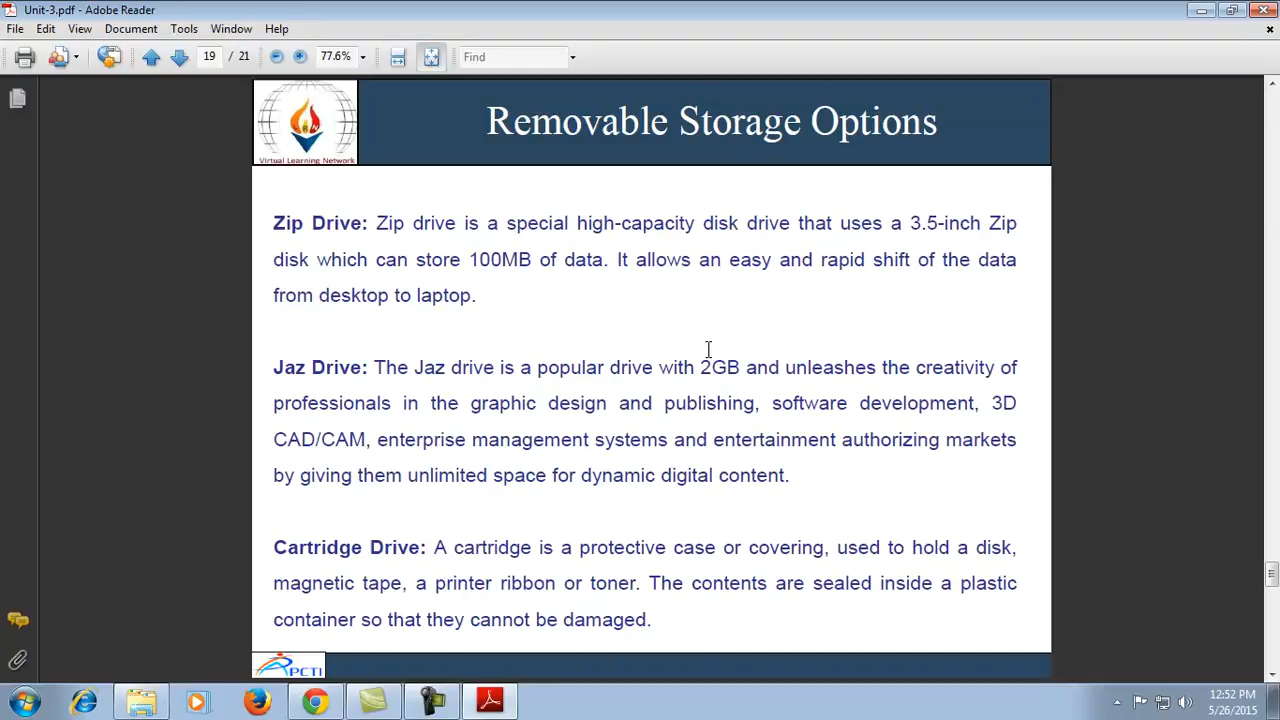 Unit-3.pdf - Adobe Reader
File Edit View Document Tools Window Help
19 / 21 77.6% Find
Removable Storage Options
Virtual Learning Network
Zip Drive: Zip drive is a special high-capacity disk drive that uses a 3.5-inch Zip
disk which can store 100MB of data. It allows an easy and rapid shift of the data
from desktop to laptop.
Jaz Drive: The Jaz drive is a popular drive with 2GB and unleashes the creativity of
professionals in the graphic design and publishing, software development, 3D
CAD/CAM, enterprise management systems and entertainment authorizing markets
by giving them unlimited space for dynamic digital content.
Cartridge Drive: A cartridge is a protective case or covering, used to hold a disk,
magnetic tape, a printer ribbon or toner. The contents are sealed inside a plastic
container so that they cannot be damaged.
APCTI
12:52 PM
5/26/2015